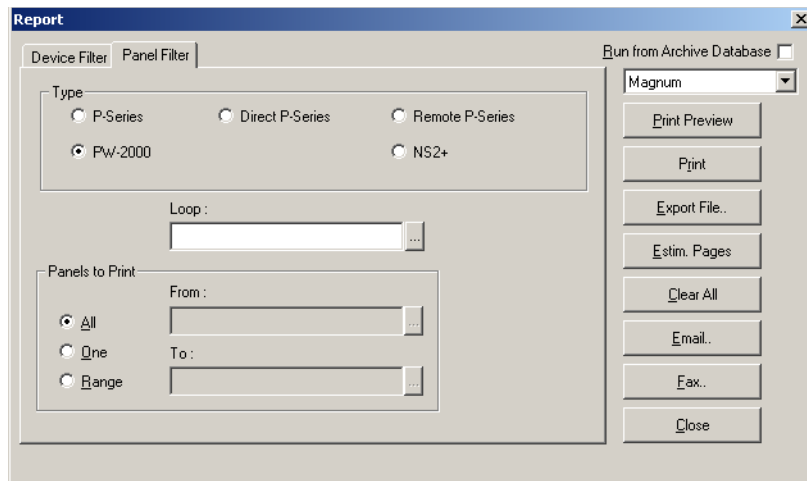 Report
Device Filter
Panel Filter
Run from Archive Database
Magnum
Type
P-Series
Direct P-Series
Remote P-Series
PW-2000
NS2+
Loop :
...
Panels to Print
From :
All
...
One
To :
Range
...
Print Preview
Print
Export File..
Estim. Pages
Clear All
Email..
Fax..
Close